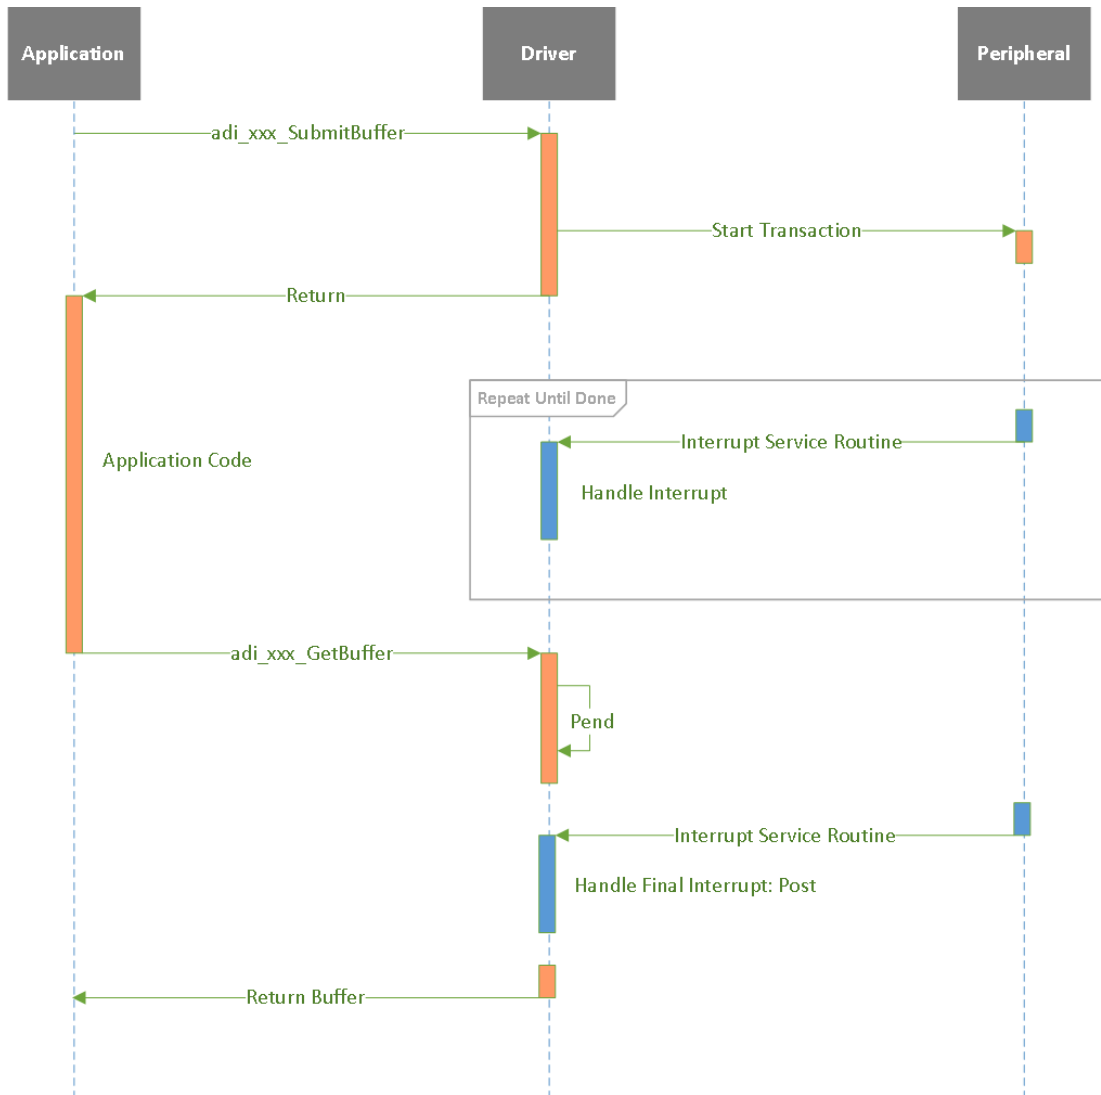 Application
Driver
Peripheral
adi_xxx_SubmitBuffer
Start Transaction
Return
Repeat Until Done
Interrupt Service Routine
Application Code
Handle Interrupt
adi_xxx_GetBuffer
Pend
Interrupt Service Routine
Handle Final Interrupt: Post
Return Buffer